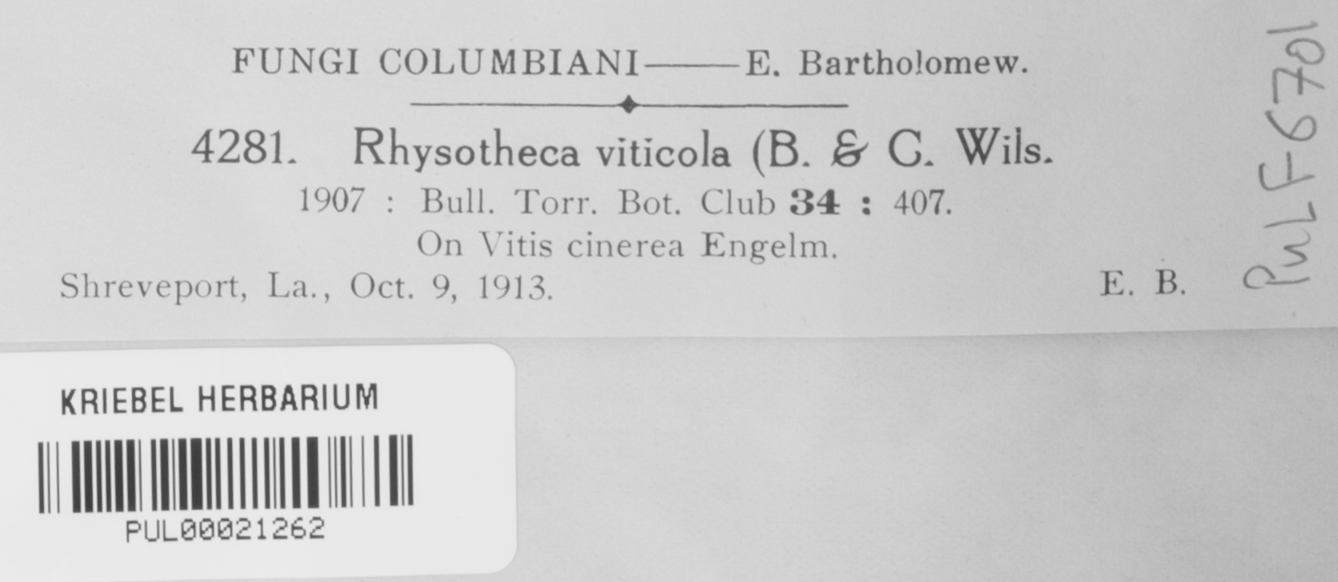 FUNGI COLUMBIANI——E. Bartholomew.
4281. Rhysotheca viticola (B. & C. Wils.
1907 : Bull. Torr. Bot. Club 34 : 407.
On Vitis cinerea Engelm.
Shreveport, La., Oct. 9, 1913. E. B.
PUL F6701
KRIEBEL HERBARIUM
PUL00021262